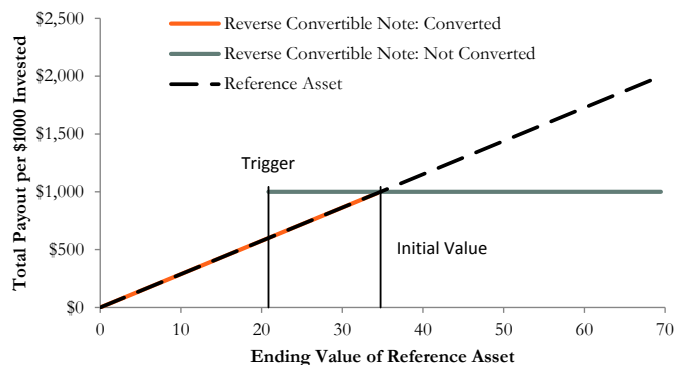 $2,500
$2,000
$1,500
$1,000
$500
$0
Total Payout per $1000 Invested
Reverse Convertible Note: Converted
Reverse Convertible Note: Not Converted
Reference Asset
Trigger
Initial Value
0 10 20 30 40 50 60 70
Ending Value of Reference Asset